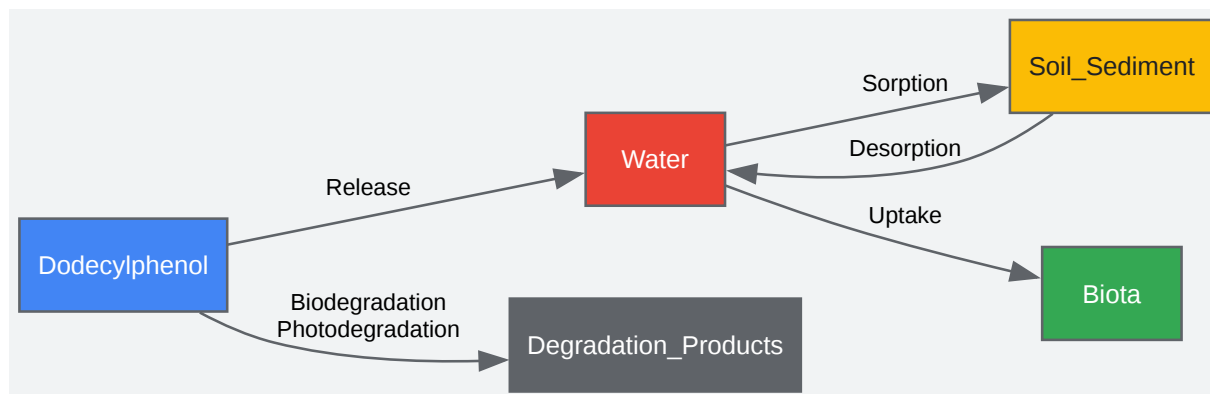 Soil_Sediment
Sorption
Desorption
Water
Release
Uptake
Dodecylphenol
Biota
Biodegradation
Photodegradation
Degradation_Products